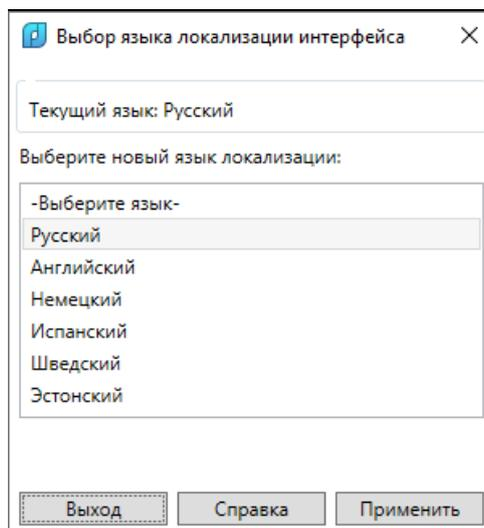 Выбор языка локализации интерфейса
Текущий язык: Русский
Выберите новый язык локализации:
-Выберите язык-
Русский
Английский
Немецкий
Испанский
Шведский
Эстонский
Выход Справка Применить